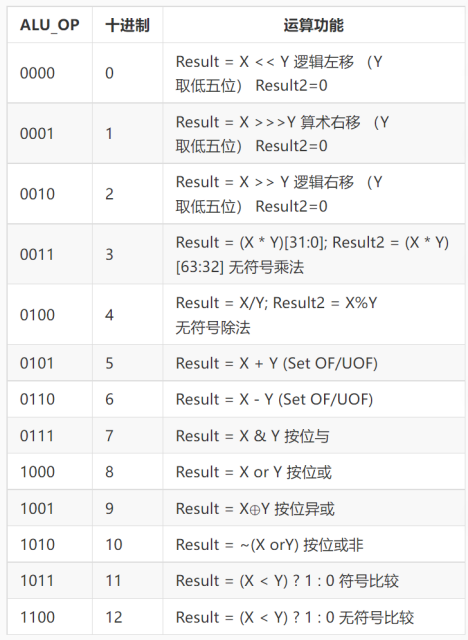 ALU_OP 十进制 运算功能
0000 0 Result = X << Y 逻辑左移 （Y
取低五位） Result2=0
0001 1 Result = X >>>Y 算术右移 （Y
取低五位） Result2=0
0010 2 Result = X >> Y 逻辑右移 （Y
取低五位） Result2=0
0011 3 Result = (X * Y)[31:0]; Result2 = (X * Y)
[63:32] 无符号乘法
0100 4 Result = X/Y; Result2 = X%Y
无符号除法
0101 5 Result = X + Y (Set OF/UOF)
0110 6 Result = X - Y (Set OF/UOF)
0111 7 Result = X & Y 按位与
1000 8 Result = X or Y 按位或
1001 9 Result = X⊕Y 按位异或
1010 10 Result = ~(X orY) 按位或非
1011 11 Result = (X < Y) ? 1 : 0 符号比较
1100 12 Result = (X < Y) ? 1 : 0 无符号比较